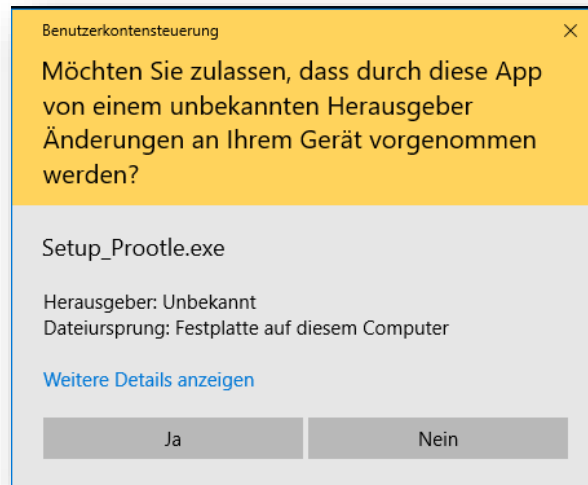 Benutzerkontensteuerung
Möchten Sie zulassen, dass durch diese App
von einem unbekannten Herausgeber
Änderungen an Ihrem Gerät vorgenommen
werden?
Setup_Prootle.exe
Herausgeber: Unbekannt
Dateiursprung: Festplatte auf diesem Computer
Weitere Details anzeigen
Ja
Nein